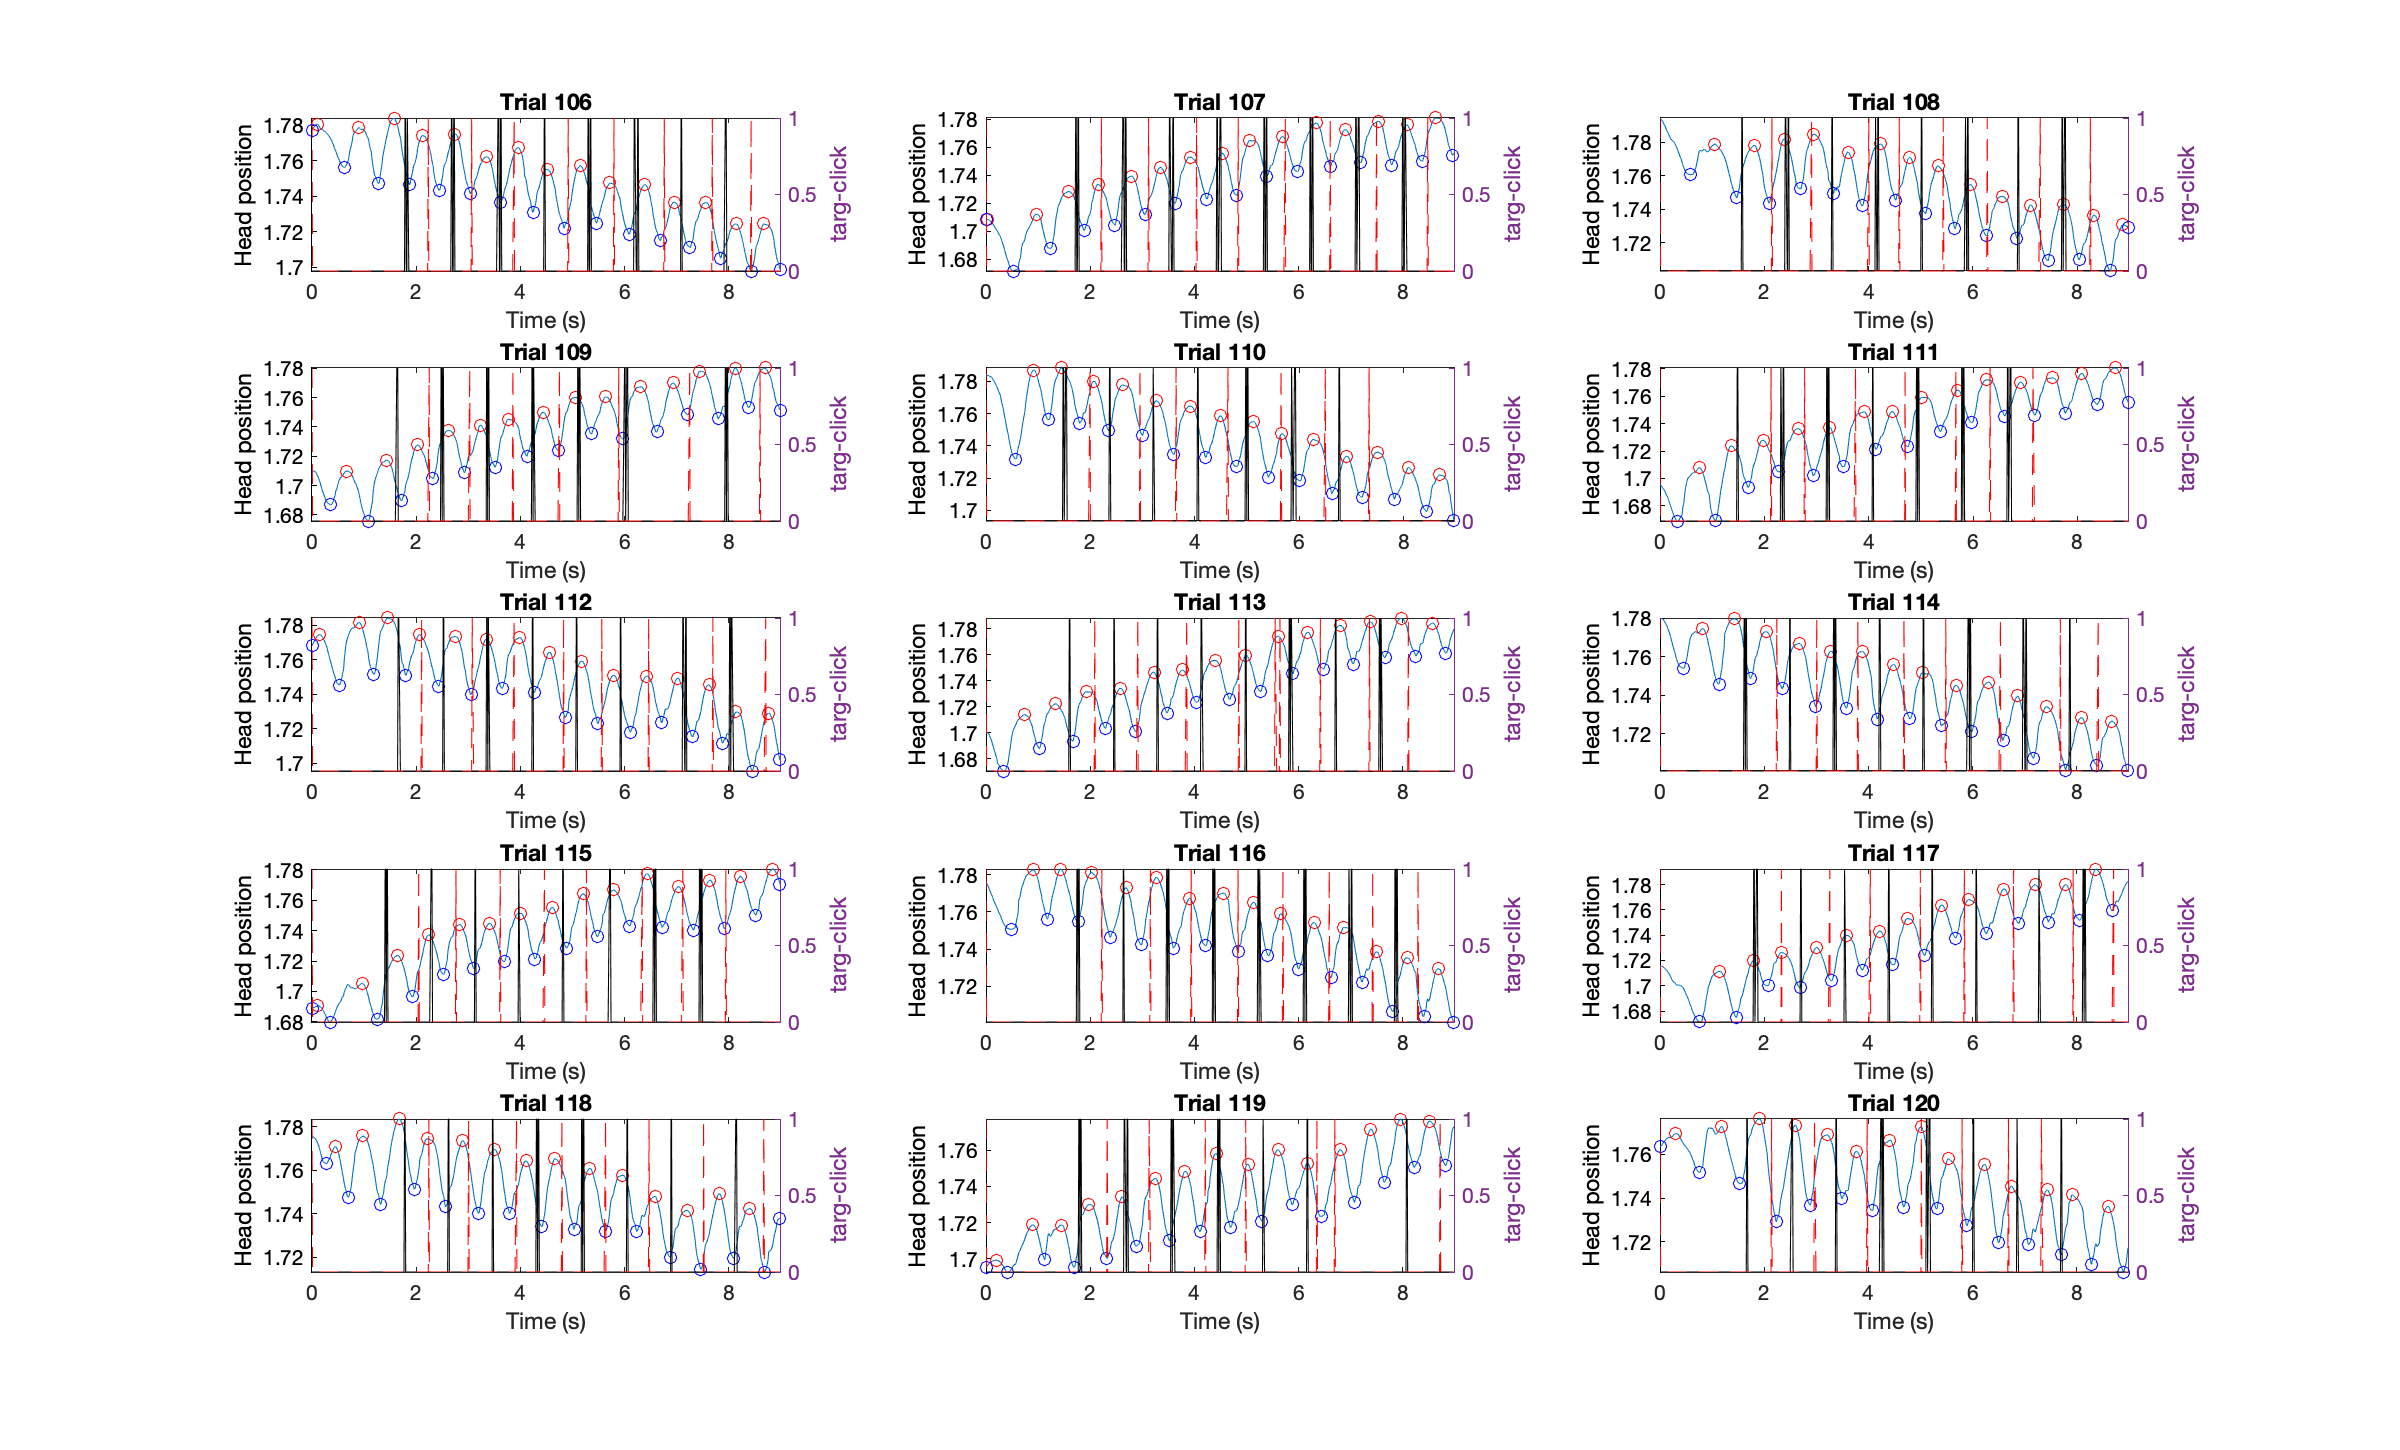 Trial 106
Trial 107
Trial 108
1.78
1.76
1.74
1.72
1.7
Head position
0 2 4 6 8
Time (s)
1
0.5
0
targ-click
1.78
1.76
1.74
1.72
1.7
1.68
Head position
0 2 4 6 8
Time (s)
1
0.5
0
targ-click
1.78
1.76
1.74
1.72
Head position
0 2 4 6 8
Time (s)
1
0.5
0
targ-click
Trial 109
Trial 110
Trial 111
1.78
1.76
1.74
1.72
1.7
1.68
Head position
0 2 4 6 8
Time (s)
1
0.5
0
targ-click
1.78
1.76
1.74
1.72
1.7
Head position
0 2 4 6 8
Time (s)
1
0.5
0
targ-click
1.78
1.76
1.74
1.72
1.7
1.68
Head position
0 2 4 6 8
Time (s)
1
0.5
0
targ-click
Trial 112
Trial 113
Trial 114
1.78
1.76
1.74
1.72
1.7
Head position
0 2 4 6 8
Time (s)
1
0.5
0
targ-click
1.78
1.76
1.74
1.72
1.7
1.68
Head position
0 2 4 6 8
Time (s)
1
0.5
0
targ-click
1.78
1.76
1.74
1.72
Head position
0 2 4 6 8
Time (s)
1
0.5
0
targ-click
Trial 115
Trial 116
Trial 117
1.78
1.76
1.74
1.72
1.7
1.68
Head position
0 2 4 6 8
Time (s)
1
0.5
0
targ-click
1.78
1.76
1.74
1.72
Head position
0 2 4 6 8
Time (s)
1
0.5
0
targ-click
1.78
1.76
1.74
1.72
1.7
1.68
Head position
0 2 4 6 8
Time (s)
1
0.5
0
targ-click
Trial 118
Trial 119
Trial 120
1.78
1.76
1.74
1.72
Head position
0 2 4 6 8
Time (s)
1
0.5
0
targ-click
1.76
1.74
1.72
1.7
Head position
0 2 4 6 8
Time (s)
1
0.5
0
targ-click
1.76
1.74
1.72
Head position
0 2 4 6 8
Time (s)
1
0.5
0
targ-click